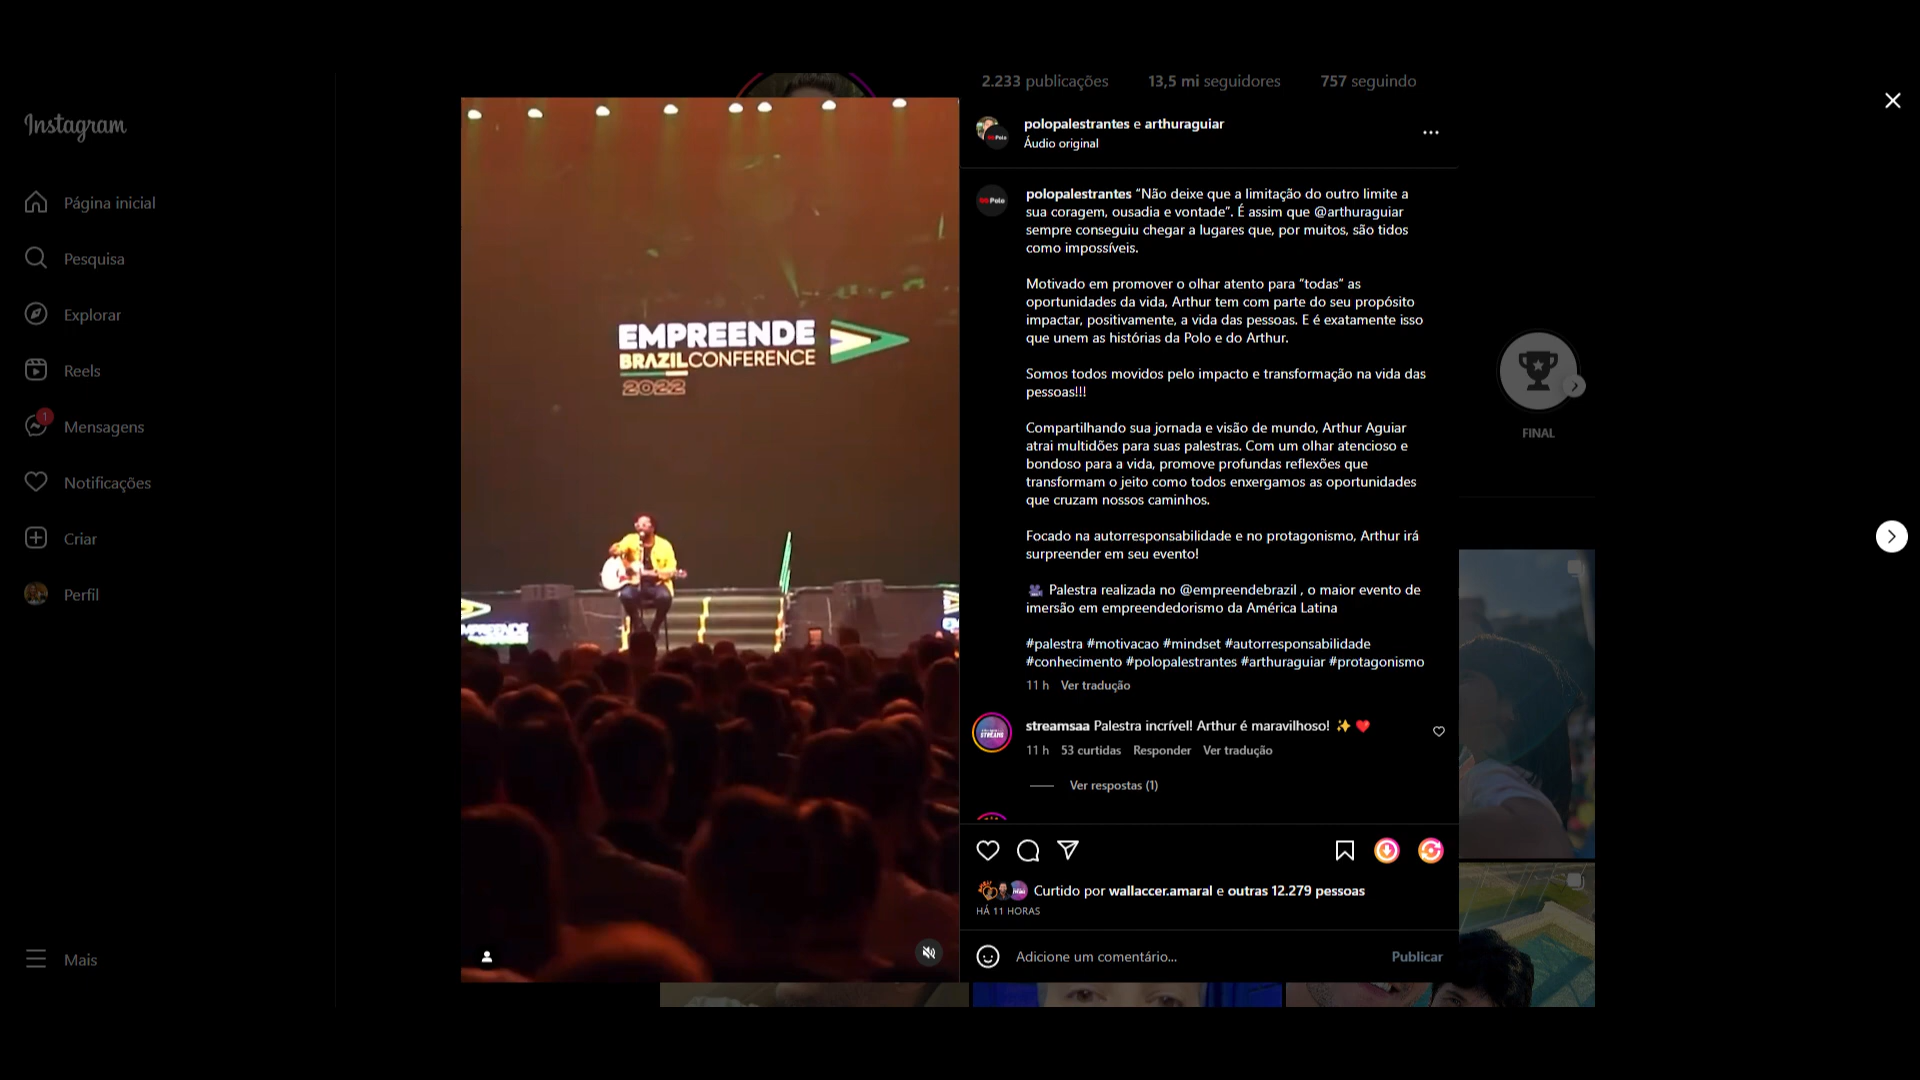 2.233 publicações 13,5 mi seguidores 757 seguindo
Instagram
Página inicial
Pesquisa
Explorar
Reels
1
Mensagens
Notificações
Criar
Perfil
Mais
EMPREENDE
BRAZILCONFERENCE
2022
polopalestrantes e arthuraguiar
Áudio original
Polo
polopalestrantes “Não deixe que a limitação do outro limite a
sua coragem, ousadia e vontade”. É assim que @arthuraguiar
sempre conseguiu chegar a lugares que, por muitos, são tidos
como impossíveis.
Motivado em promover o olhar atento para “todas” as
oportunidades da vida, Arthur tem com parte do seu propósito
impactar, positivamente, a vida das pessoas. E é exatamente isso
que unem as histórias da Polo e do Arthur.
Somos todos movidos pelo impacto e transformação na vida das
pessoas!!!
Compartilhando sua jornada e visão de mundo, Arthur Aguiar
atrai multidões para suas palestras. Com um olhar atencioso e
bondoso para a vida, promove profundas reflexões que
transformam o jeito como todos enxergamos as oportunidades
que cruzam nossos caminhos.
Focado na autorresponsabilidade e no protagonismo, Arthur irá
surpreender em seu evento!
🎥 Palestra realizada no @empreendebrazil , o maior evento de
imersão em empreendedorismo da América Latina
#palestra #motivacao #mindset #autorresponsabilidade
#conhecimento #polopalestrantes #arthuraguiar #protagonismo
11 h Ver tradução
streamsaa Palestra incrível! Arthur é maravilhoso! ✨ ❤️
11 h 53 curtidas Responder Ver tradução
Ver respostas (1)
Curtido por wallaccer.amaral e outras 12.279 pessoas
HÁ 11 HORAS
Adicione um comentário...
Publicar
FINAL